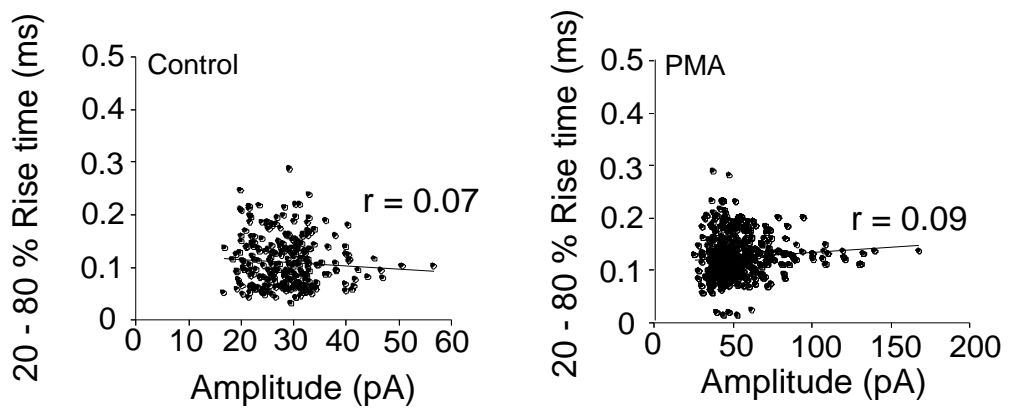 20 - 80 % Rise time (ms)
0.5
0.4
0.3
0.2
0.1
0
Control
r = 0.07
0 10 20 30 40 50 60
Amplitude (pA)
20 - 80 % Rise time (ms)
0.5
0.4
0.3
0.2
0.1
0
PMA
r = 0.09
0 50 100 150 200
Amplitude (pA)